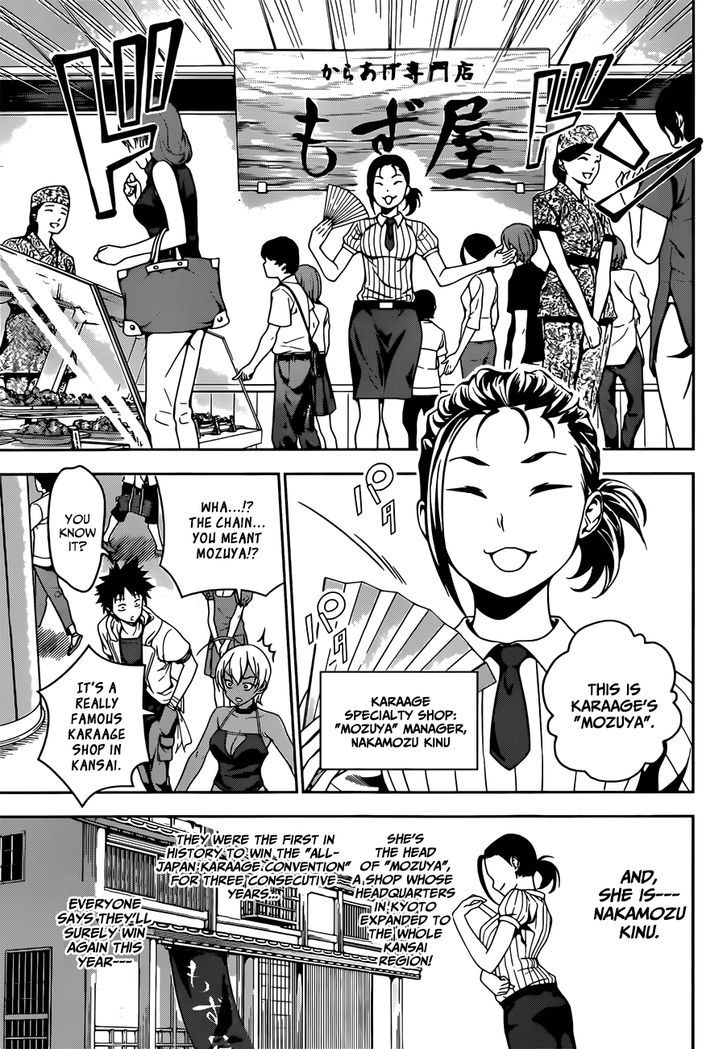 からあげ専門店
もず屋
ドドド
ドドン
THIS IS
KARAAGE'S
"MOZUYA".
パタ
パタ
KARAAGE
SPECIALTY SHOP:
"MOZUYA" MANAGER,
NAKAMOZU KINU
WHA...!?
THE CHAIN...
YOU MEANT
MOZUYA!?
YOU
KNOW
IT?
IT'S A
REALLY
FAMOUS
KARAAGE
SHOP IN
KANSAI.
AND,
SHE IS---
NAKAMOZU
KINU.
SHE'S
THE HEAD
OF "MOZUYA",
A SHOP WHOSE
HEADQUARTERS
IN KYOTO
EXPANDED TO
THE WHOLE
KANSAI
REGION!
THEY WERE THE FIRST IN
HISTORY TO WIN THE "ALL-
JAPAN KARAAGE CONVENTION"
FOR THREE CONSECUTIVE
YEARS...!
EVERYONE
SAYS THEY'LL
SURELY WIN
AGAIN THIS
YEAR---